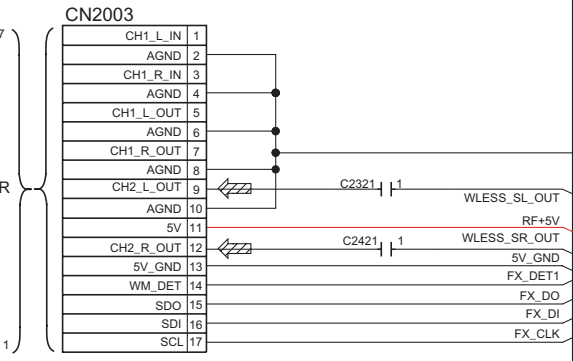 CN2003
7
CH1_L_IN 1
AGND 2
CH1_R_IN 3
AGND 4
CH1_L_OUT 5
AGND 6
CH1_R_OUT 7
AGND 8
R
CH2_L_OUT 9 C2321 1
WLESS_SL_OUT
AGND 10
RF+5V
5V 11
WLESS_SR_OUT
CH2_R_OUT 12 C2421 1
5V_GND
5V_GND 13
FX_DET1
WM_DET 14
FX_DO
SDO 15
FX_DI
SDI 16
FX_CLK
SCL 17
1